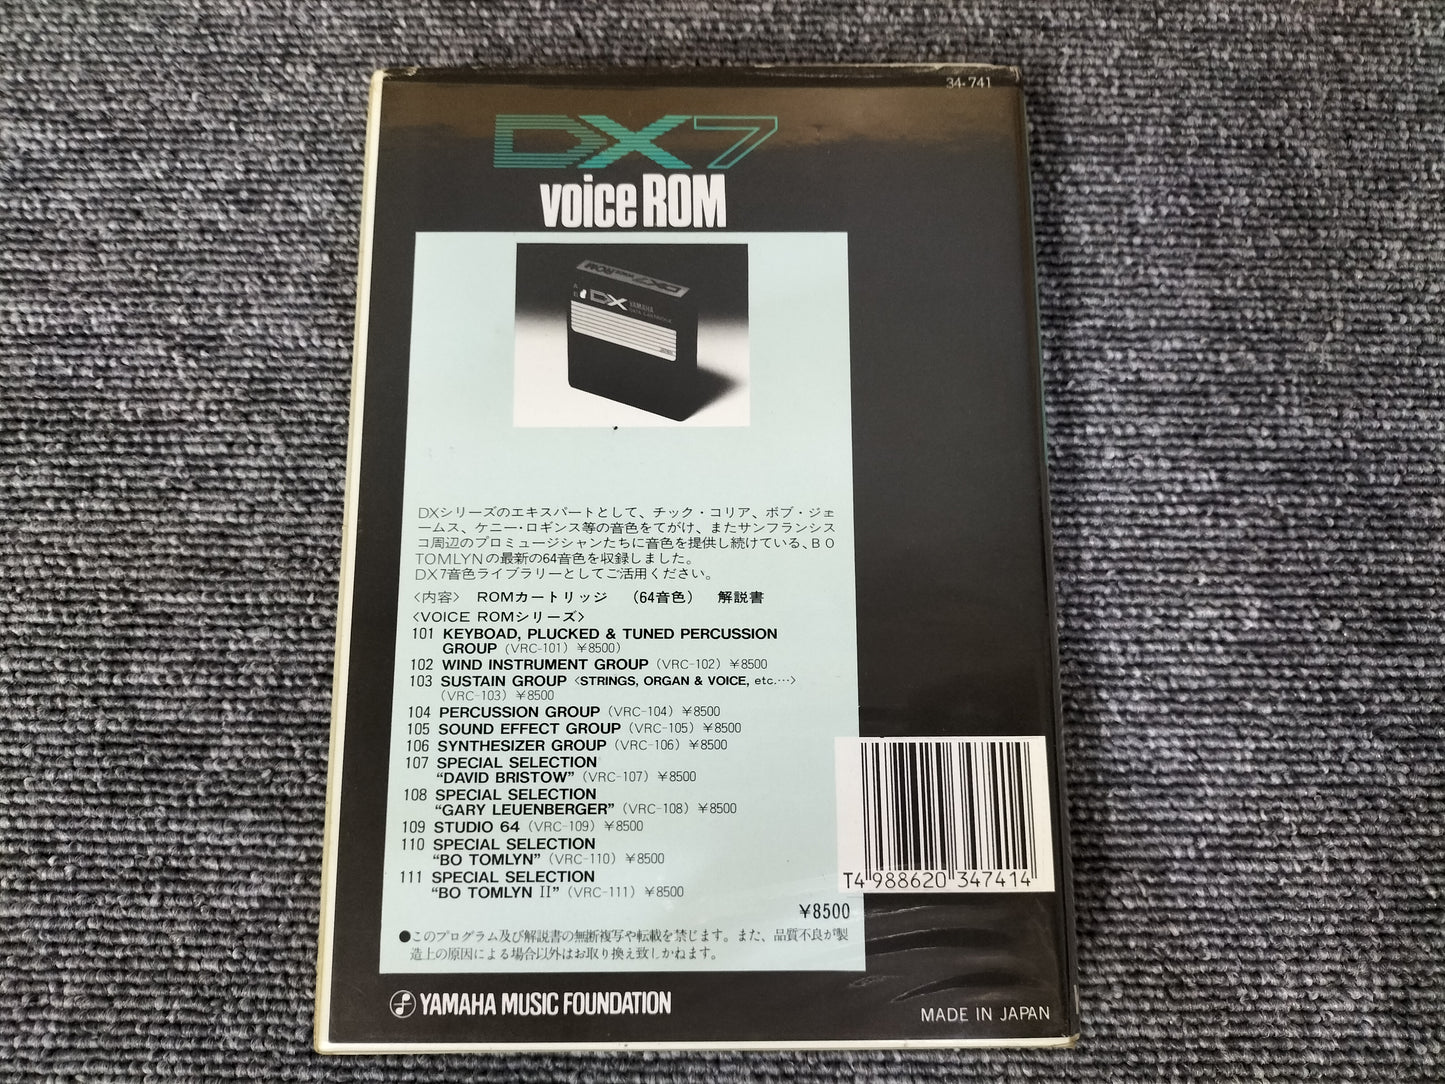 34-741
DX7
voice ROM
DX7 voice ROM
DX YAMAHA
DXシリーズのエキスパートとして、チック・コリア、ボブ・ジェ
ームス、ケニー・ロギンス等の音色をてがけ、またサンフランシス
コ周辺のプロミュージシャンたちに音色を提供し続けている、BO
TOMLYNの最新の64音色を収録しました。
DX7音色ライブラリーとしてご活用ください。
〈内容〉 ROMカートリッジ (64音色) 解説書
〈VOICE ROMシリーズ〉
101 KEYBOAD, PLUCKED & TUNED PERCUSSION
GROUP (VRC-101) ¥8500)
102 WIND INSTRUMENT GROUP (VRC-102) ¥8500
103 SUSTAIN GROUP 〈STRINGS, ORGAN & VOICE, etc.…〉
(VRC-103) ¥8500
104 PERCUSSION GROUP (VRC-104) ¥8500
105 SOUND EFFECT GROUP (VRC-105) ¥8500
106 SYNTHESIZER GROUP (VRC-106) ¥8500
107 SPECIAL SELECTION
“DAVID BRISTOW” (VRC-107) ¥8500
108 SPECIAL SELECTION
“GARY LEUENBERGER” (VRC-108) ¥8500
109 STUDIO 64 (VRC-109) ¥8500
110 SPECIAL SELECTION
“BO TOMLYN” (VRC-110) ¥8500
111 SPECIAL SELECTION
“BO TOMLYN II” (VRC-111) ¥8500
T4 988620 347414
¥8500
●このプログラム及び解説書の無断複写や転載を禁じます。また、品質不良が製
造上の原因による場合以外はお取り換え致しかねます。
YAMAHA MUSIC FOUNDATION
MADE IN JAPAN